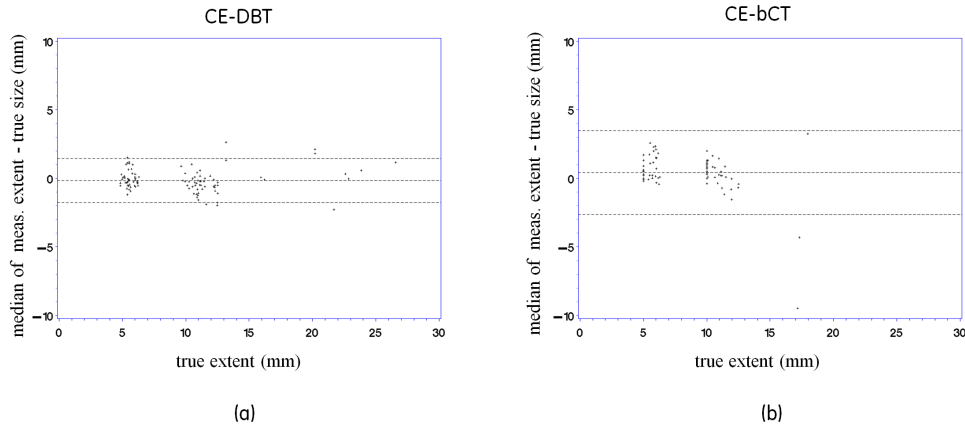 CE-DBT
median of meas. extent - true size (mm)
10
5
0
−5
−10
0 5 10 15 20 25 30
true extent (mm)
(a)
CE-bCT
median of meas. extent - true size (mm)
10
5
0
−5
−10
0 5 10 15 20 25 30
true extent (mm)
(b)